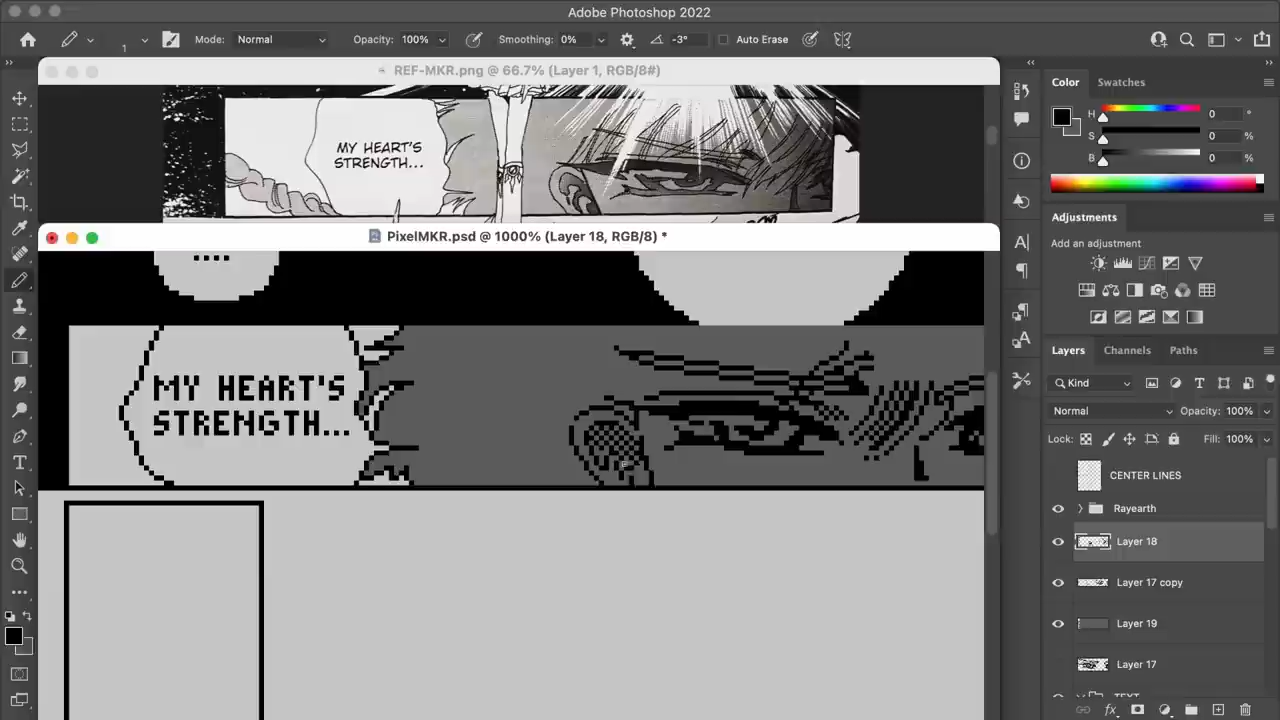 Adobe Photoshop 2022
1
Mode:
Normal
Opacity:
100%
Smoothing:
0%
-3°
Auto Erase
REF-MKR.png @ 66.7% (Layer 1, RGB/8#)
MY HEART'S
STRENGTH...
PixelMKR.psd @ 1000% (Layer 18, RGB/8) *
....
MY HEART'S
STRENGTH...
Color
Swatches
H
0
°
S
0
%
B
0
%
Adjustments
Add an adjustment
Layers
Channels
Paths
Kind
Normal
Opacity:
100%
Lock:
Fill:
100%
CENTER LINES
Rayearth
Layer 18
Layer 17 copy
Layer 19
Layer 17
TEXT